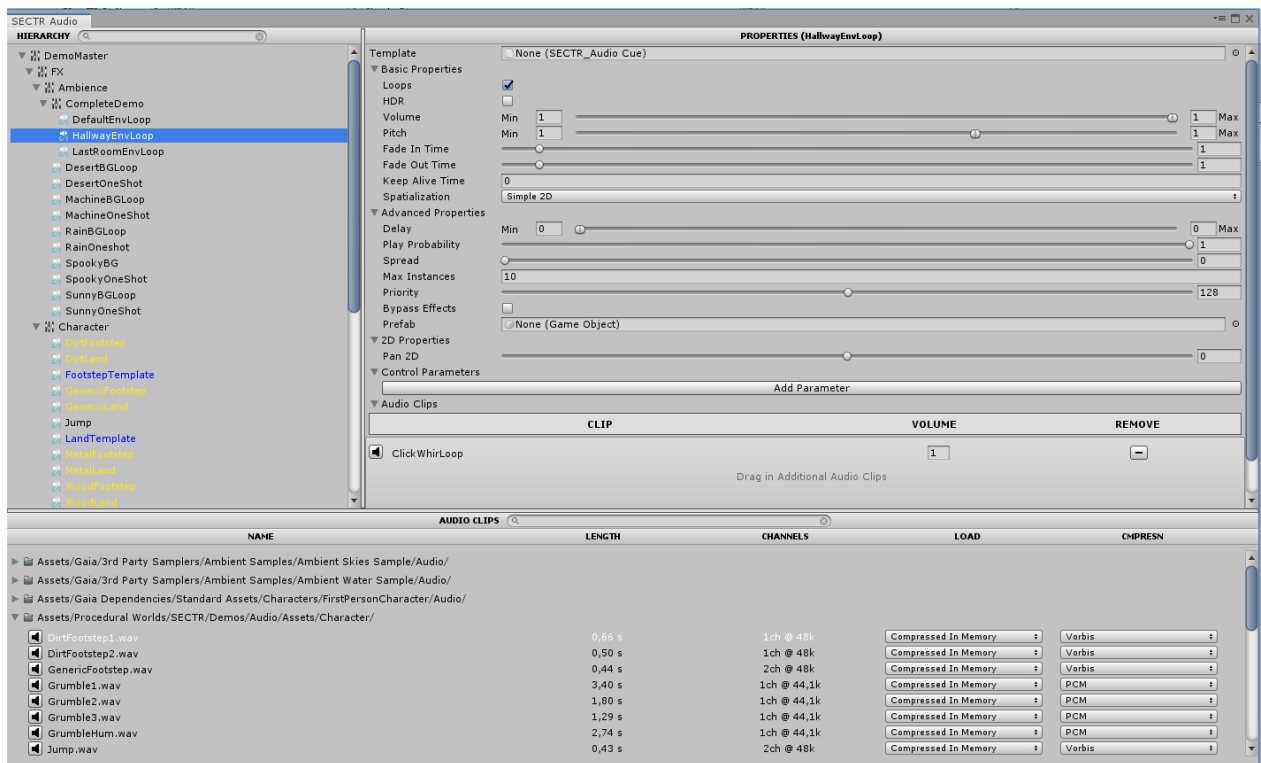 SECTR Audio
HIERARCHY
DemoMaster
FX
Ambience
CompleteDemo
DefaultEnvLoop
HallwayEnvLoop
LastRoomEnvLoop
DesertBGLoop
DesertOneShot
MachineBGLoop
MachineOneShot
RainBGLoop
RainOneshot
SpookyBG
SpookyOneShot
SunnyBGLoop
SunnyOneShot
Character
DirtFootstep
DirtLand
FootstepTemplate
GenericFootstep
GenericLand
Jump
LandTemplate
MetalFootstep
MetalLand
WoodFootstep
WoodLand
PROPERTIES (HallwayEnvLoop)
Template None (SECTR_Audio Cue)
Basic Properties
Loops
HDR
Volume Min 1 1 Max
Pitch Min 1 1 Max
Fade In Time 1
Fade Out Time 1
Keep Alive Time 0
Spatialization Simple 2D
Advanced Properties
Delay Min 0 0 Max
Play Probability 1
Spread 0
Max Instances 10
Priority 128
Bypass Effects
Prefab None (Game Object)
2D Properties
Pan 2D 0
Control Parameters
Add Parameter
Audio Clips
CLIP VOLUME REMOVE
ClickWhirLoop 1
Drag in Additional Audio Clips
AUDIO CLIPS
NAME LENGTH CHANNELS LOAD CMPRESN
Assets/Gaia/3rd Party Samplers/Ambient Samples/Ambient Skies Sample/Audio/
Assets/Gaia/3rd Party Samplers/Ambient Samples/Ambient Water Sample/Audio/
Assets/Gaia Dependencies/Standard Assets/Characters/FirstPersonCharacter/Audio/
Assets/Procedural Worlds/SECTR/Demos/Audio/Assets/Character/
DirtFootstep1.wav 0,66 s 1ch @ 48k Compressed In Memory Vorbis
DirtFootstep2.wav 0,50 s 1ch @ 48k Compressed In Memory Vorbis
GenericFootstep.wav 0,44 s 2ch @ 48k Compressed In Memory Vorbis
Grumble1.wav 3,40 s 1ch @ 44,1k Compressed In Memory PCM
Grumble2.wav 1,80 s 1ch @ 44,1k Compressed In Memory PCM
Grumble3.wav 1,29 s 1ch @ 44,1k Compressed In Memory PCM
GrumbleHum.wav 2,74 s 1ch @ 44,1k Compressed In Memory PCM
Jump.wav 0,43 s 2ch @ 48k Compressed In Memory Vorbis